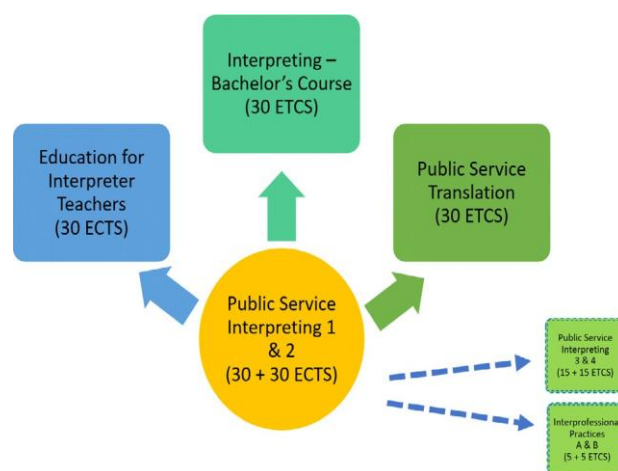 Interpreting –
Bachelor's Course
(30 ETCS)
Education for
Interpreter
Teachers
(30 ECTS)
Public Service
Translation
(30 ETCS)
Public Service
Interpreting 1
& 2
(30 + 30 ECTS)
Public Service
Interpreting
3 & 4
(15 + 15 ETCS)
Interprofessional
Practices
A & B
(5 + 5 ETCS)